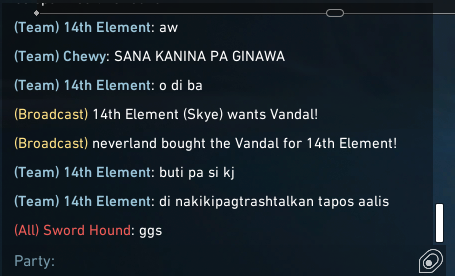 (Team) 14th Element: aw
(Team) Chewy: SANA KANINA PA GINAWA
(Team) 14th Element: o di ba
(Broadcast) 14th Element (Skye) wants Vandal!
(Broadcast) neverland bought the Vandal for 14th Element!
(Team) 14th Element: buti pa si kj
(Team) 14th Element: di nakikipagtrashtalkan tapos aalis
(All) Sword Hound: ggs
Party: